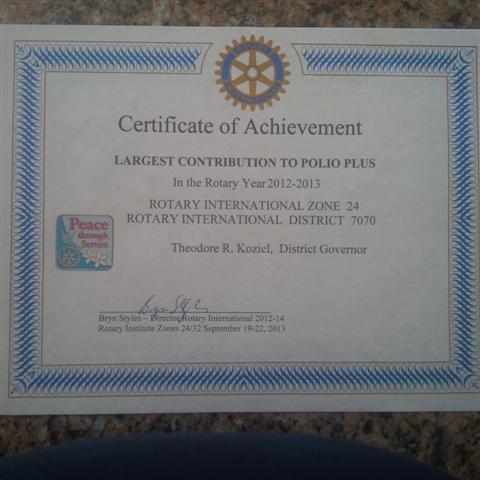 Certificate of Achievement
LARGEST CONTRIBUTION TO POLIO PLUS
In the Rotary Year 2012-2013
ROTARY INTERNATIONAL ZONE 24
ROTARY INTERNATIONAL DISTRICT 7070
Peace
through
Service
Theodore R. Koziel, District Governor
Bryn Styles – Director Rotary International 2012-14
Rotary Institute Zones 24/32 September 19-22, 2013